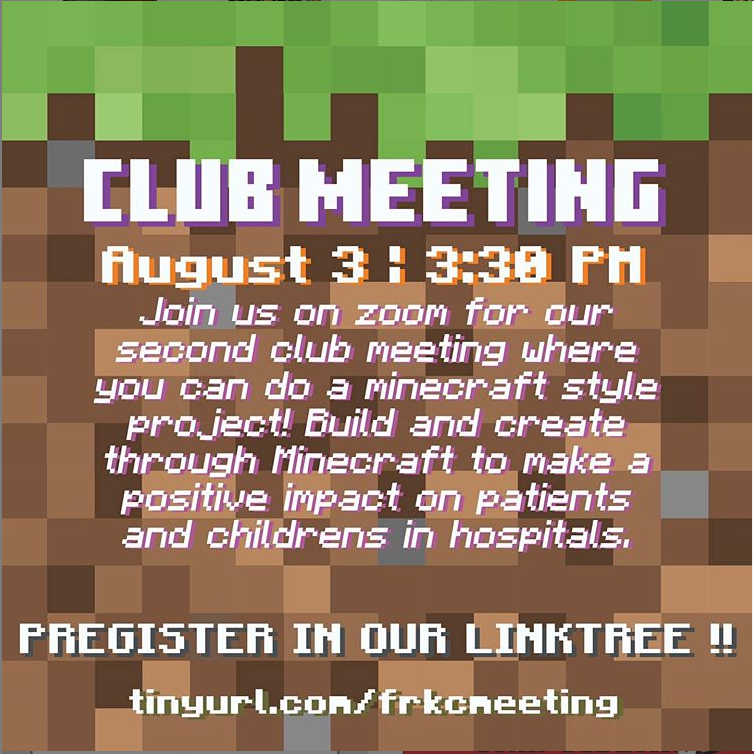 CLUB MEETING
August 3 | 3:30 PM
Join us on zoom for our
second club meeting where
you can do a minecraft style
project! Build and create
through Minecraft to make a
positive impact on patients
and childrens in hospitals.
PREGISTER IN OUR LINKTREE !!
tinyurl.com/frkcmeeting